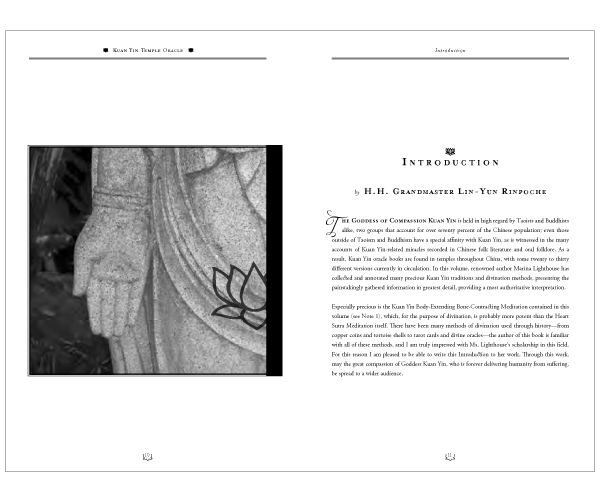 Kuan Yin Temple Oracle
Introduction
Introduction
by H.H. Grandmaster Lin-Yun Rinpoche
The Goddess of Compassion Kuan Yin is held in high regard by Taoists and Buddhists
alike, two groups that account for over seventy percent of the Chinese population; even those
outside of Taoism and Buddhism have a special affinity with Kuan Yin, as is witnessed in the many
accounts of Kuan Yin-related miracles recorded in Chinese folk literature and oral folklore. As a
result, Kuan Yin oracle books are found in temples throughout China, with some twenty to thirty
different versions currently in circulation. In this volume, renowned author Marina Lighthouse has
collected and annotated many precious Kuan Yin traditions and divination methods, presenting the
painstakingly gathered information in greatest detail, providing a most authoritative interpretation.
Especially precious is the Kuan Yin Body-Extending Bone-Contracting Meditation contained in this
volume (see Note 1), which, for the purpose of divination, is probably more potent than the Heart
Sutra Meditation itself. There have been many methods of divination used through history—from
copper coins and tortoise shells to tarot cards and divine oracles—the author of this book is familiar
with all of these methods, and I am truly impressed with Ms. Lighthouse's scholarship in this field.
For this reason I am pleased to be able to write this Introduction to her work. Through this work,
may the great compassion of Goddess Kuan Yin, who is forever delivering humanity from suffering,
be spread to a wider audience.